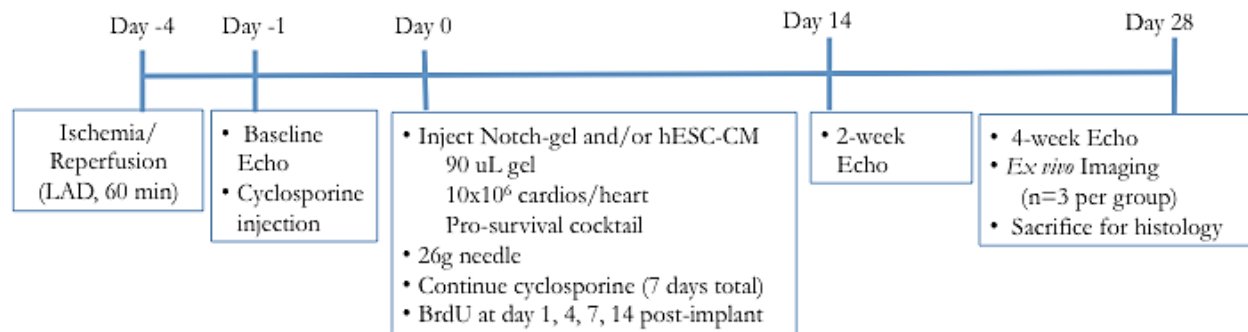 Day -4
Day -1
Day 0
Day 14
Day 28
Ischemia/
Reperfusion
(LAD, 60 min)
• Baseline
Echo
• Cyclosporine
injection
• Inject Notch-gel and/or hESC-CM
90 uL gel
10x10⁶ cardios/heart
Pro-survival cocktail
• 26g needle
• Continue cyclosporine (7 days total)
• BrdU at day 1, 4, 7, 14 post-implant
• 2-week
Echo
• 4-week Echo
• Ex vivo Imaging
(n=3 per group)
• Sacrifice for histology